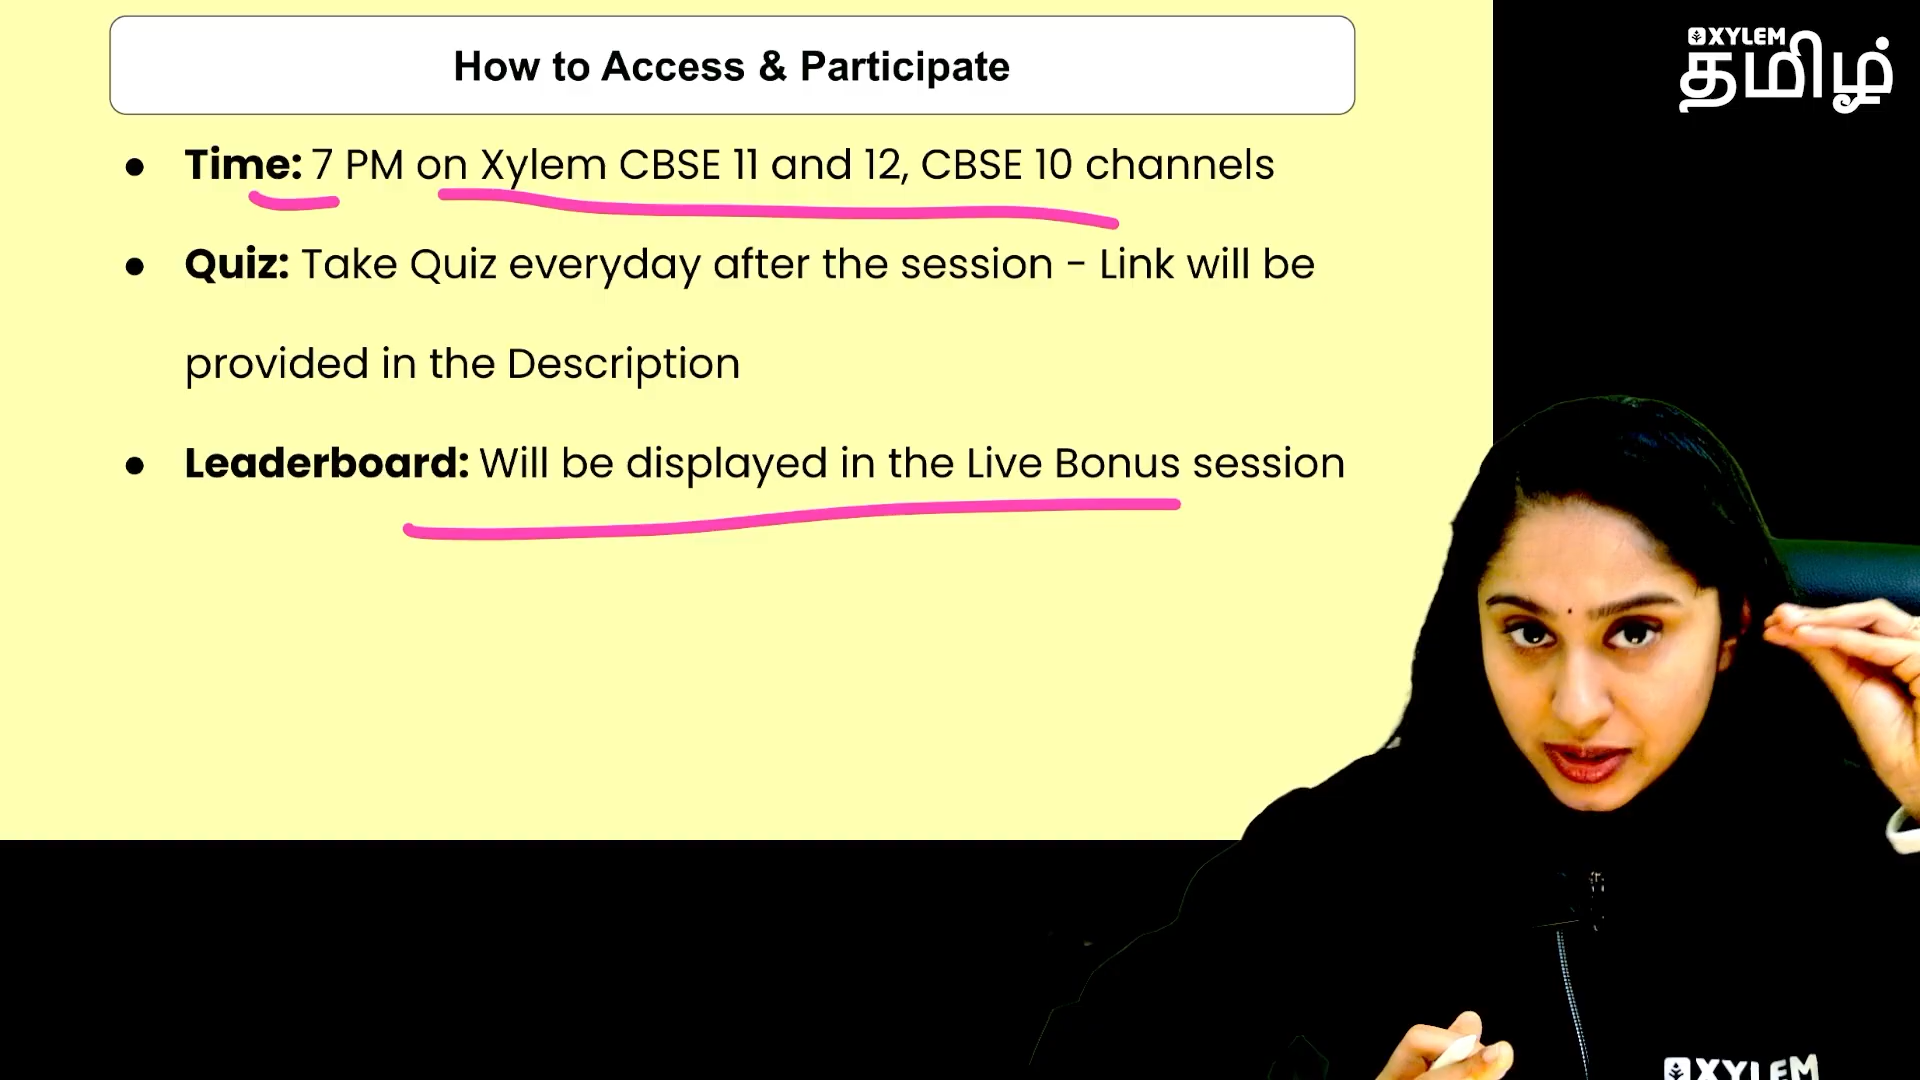 How to Access & Participate
XYLEM
தமிழ்
● Time: 7 PM on Xylem CBSE 11 and 12, CBSE 10 channels
● Quiz: Take Quiz everyday after the session - Link will be
provided in the Description
● Leaderboard: Will be displayed in the Live Bonus session
XYLEM